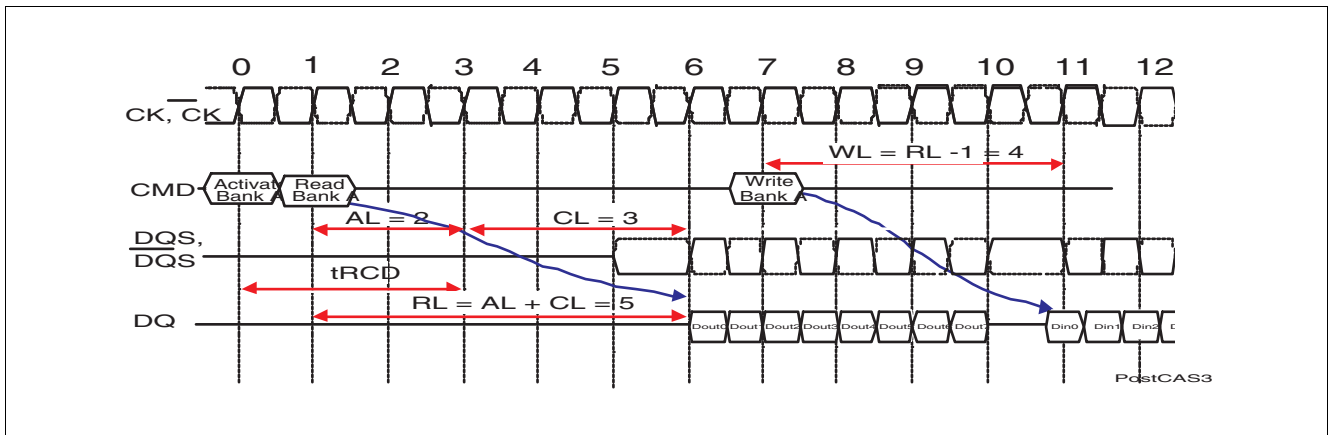 0 1 2 3 4 5 6 7 8 9 10 11 12
CK, CK
WL = RL -1 = 4
CMD
Activat
Bank A
Read
Bank A
Write
Bank A
AL = 2
CL = 3
DQS,
DQS
tRCD
RL = AL + CL = 5
DQ
Dout0 Dout1 Dout2 Dout3 Dout4 Dout5 Dout6 Dout7
Din0 Din1 Din2 D
PostCAS3